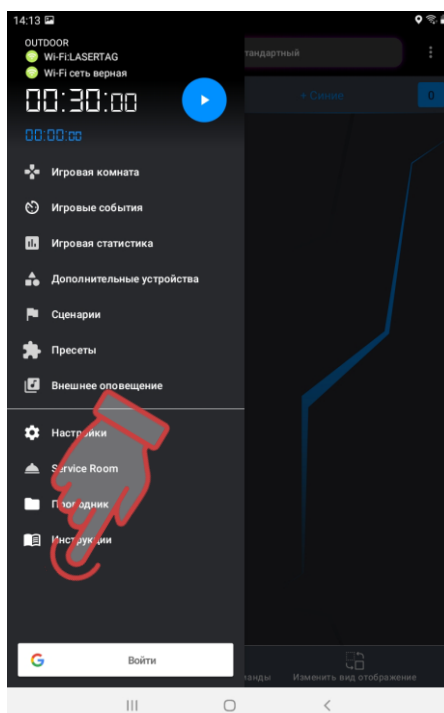 14:13
OUTDOOR
Wi-Fi:LASERTAG
Wi-Fi сеть верная
00:30:00
00:00:00
Игровая комната
Игровые события
Игровая статистика
Дополнительные устройства
Сценарии
Пресеты
Внешнее оповещение
Настройки
Service Room
Проводник
Инструкции
Войти
тандартный
+ Синие
0
анды
Изменить вид отображение